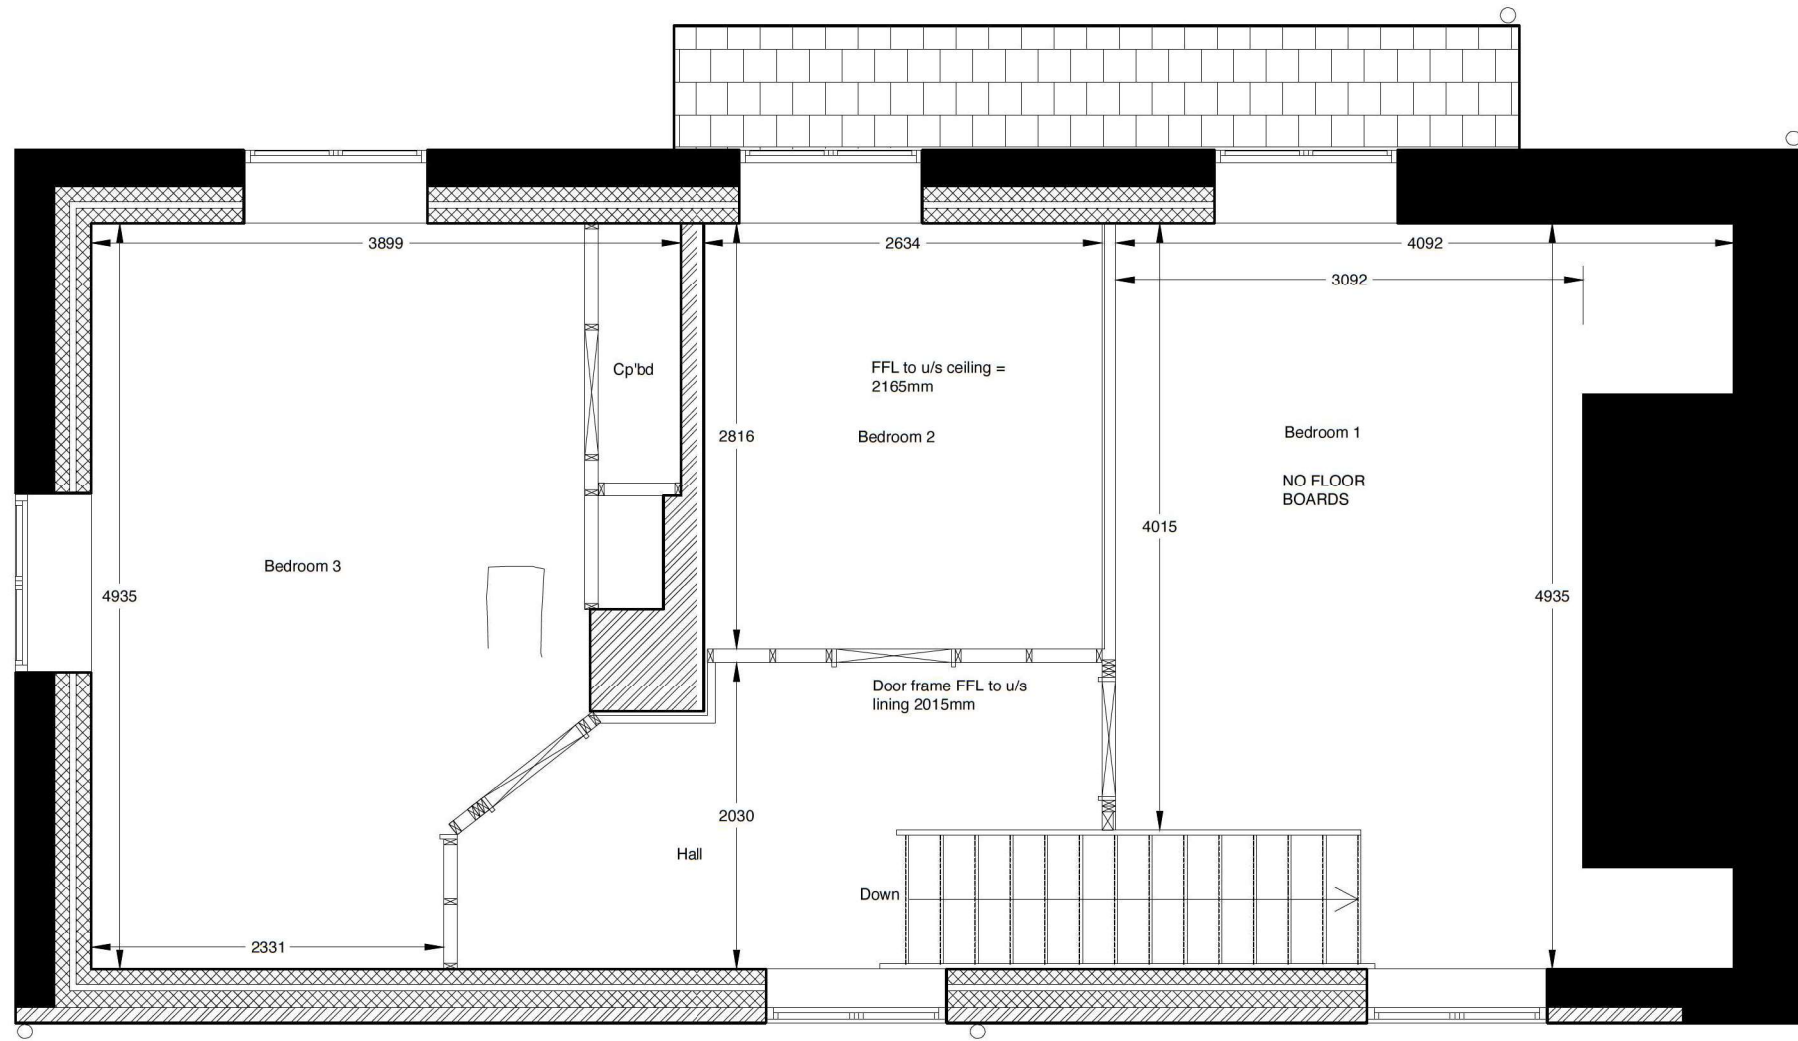 3899
2634
4092
3092
FFL to u/s ceiling =
2165mm
Cp'bd
Bedroom 2
2816
Bedroom 1
NO FLOOR
BOARDS
4015
Bedroom 3
4935
4935
Door frame FFL to u/s
lining 2015mm
2030
Hall
Down
2331